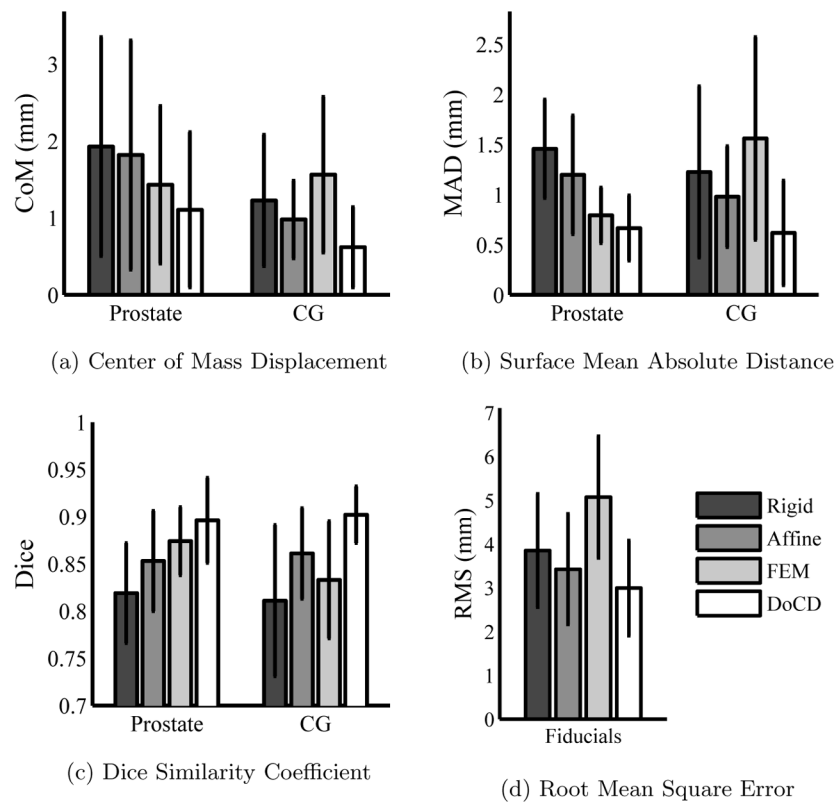 CoM (mm)
3
2
1
0
Prostate
CG
(a) Center of Mass Displacement
MAD (mm)
2.5
2
1.5
1
0.5
0
Prostate
CG
(b) Surface Mean Absolute Distance
Dice
1
0.95
0.9
0.85
0.8
0.75
0.7
Prostate
CG
(c) Dice Similarity Coefficient
RMS (mm)
7
6
5
4
3
2
1
0
Fiducials
Rigid
Affine
FEM
DoCD
(d) Root Mean Square Error